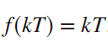 f(kT) = kT